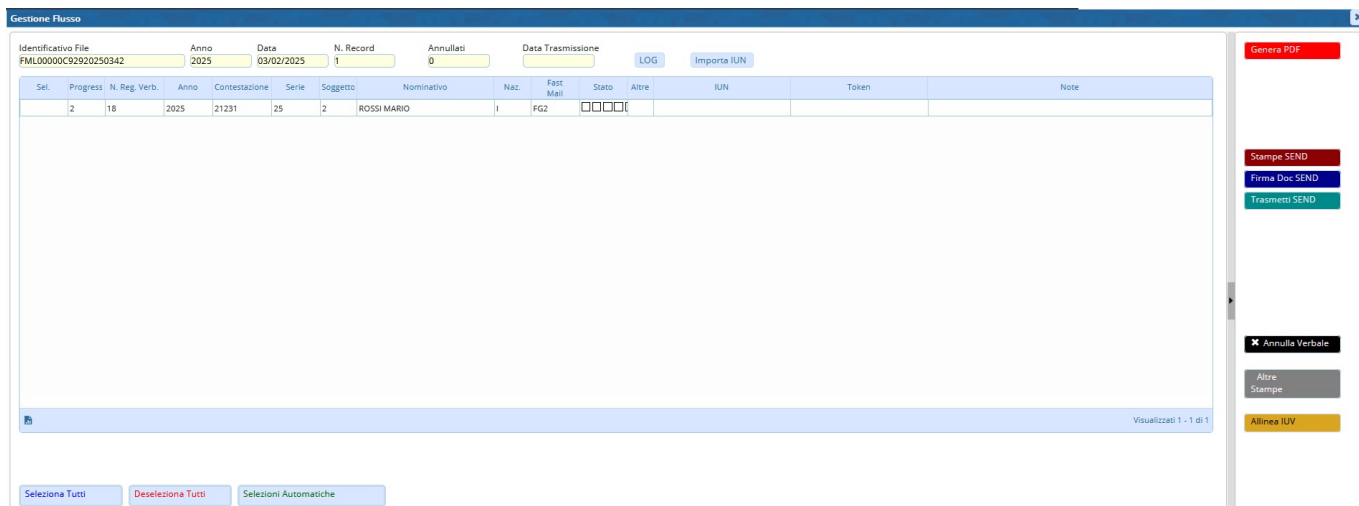 Gestione Flusso
Identificativo File Anno Data N. Record Annullati Data Trasmissione
FML00000C92920250342 2025 03/02/2025 1 0 LOG Importa IUN
Sel. Progress N. Reg. Verb. Anno Contestazione Serie Soggetto Nominativo Naz. Fast Mail Stato Altre IUN Token Note
2 18 2025 21231 25 2 ROSSI MARIO I FG2
Visualizzati 1 - 1 di 1
Seleziona Tutti Deseleziona Tutti Selezioni Automatiche
Genera PDF
Stampe SEND
Firma Doc SEND
Trasmetti SEND
Annulla Verbale
Altre
Stampe
Allinea IUV